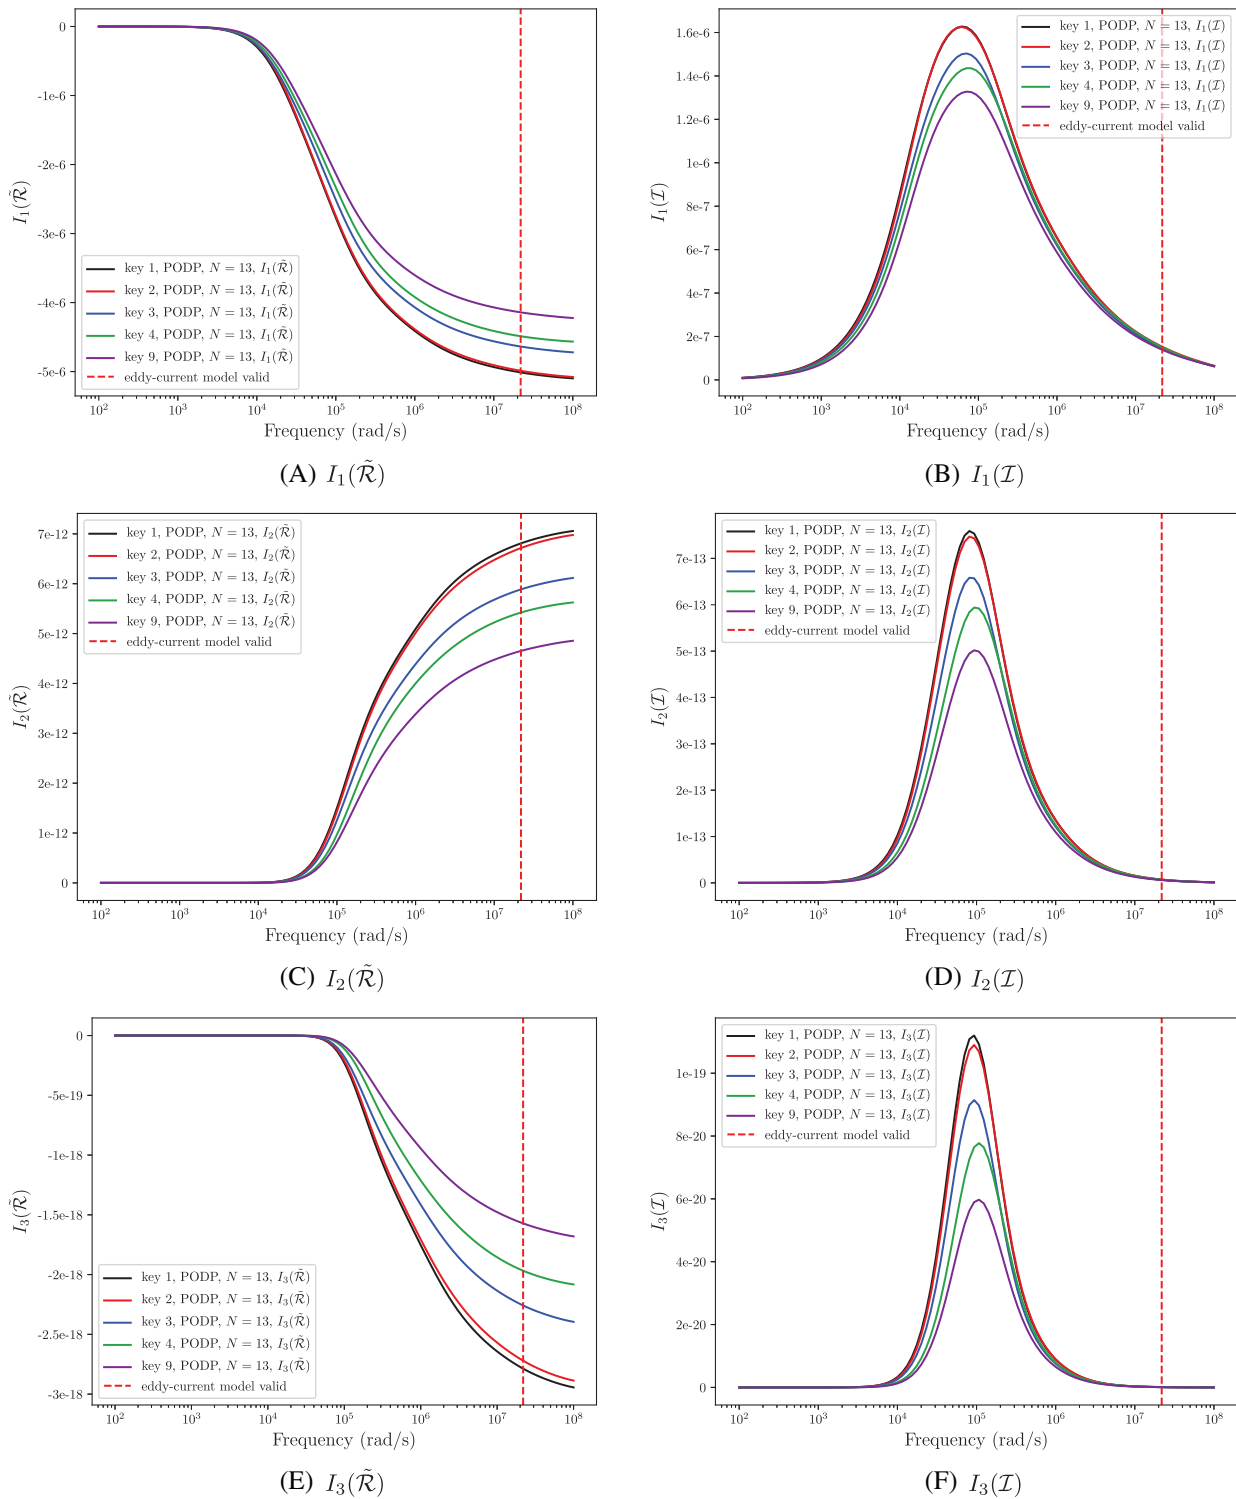 0
-1e-6
-2e-6
-3e-6
-4e-6
-5e-6
I₁(R̃)
key 1, PODP, N = 13, I₁(R̃)
key 2, PODP, N = 13, I₁(R̃)
key 3, PODP, N = 13, I₁(R̃)
key 4, PODP, N = 13, I₁(R̃)
key 9, PODP, N = 13, I₁(R̃)
eddy-current model valid
10² 10³ 10⁴ 10⁵ 10⁶ 10⁷ 10⁸
Frequency (rad/s)
(A) I₁(R̃)
1.6e-6
1.4e-6
1.2e-6
1e-6
8e-7
6e-7
4e-7
2e-7
0
I₁(I)
key 1, PODP, N = 13, I₁(I)
key 2, PODP, N = 13, I₁(I)
key 3, PODP, N = 13, I₁(I)
key 4, PODP, N = 13, I₁(I)
key 9, PODP, N = 13, I₁(I)
eddy-current model valid
10² 10³ 10⁴ 10⁵ 10⁶ 10⁷ 10⁸
Frequency (rad/s)
(B) I₁(I)
7e-12
6e-12
5e-12
4e-12
3e-12
2e-12
1e-12
0
I₂(R̃)
key 1, PODP, N = 13, I₂(R̃)
key 2, PODP, N = 13, I₂(R̃)
key 3, PODP, N = 13, I₂(R̃)
key 4, PODP, N = 13, I₂(R̃)
key 9, PODP, N = 13, I₂(R̃)
eddy-current model valid
10² 10³ 10⁴ 10⁵ 10⁶ 10⁷ 10⁸
Frequency (rad/s)
(C) I₂(R̃)
7e-13
6e-13
5e-13
4e-13
3e-13
2e-13
1e-13
0
I₂(I)
key 1, PODP, N = 13, I₂(I)
key 2, PODP, N = 13, I₂(I)
key 3, PODP, N = 13, I₂(I)
key 4, PODP, N = 13, I₂(I)
key 9, PODP, N = 13, I₂(I)
eddy-current model valid
10² 10³ 10⁴ 10⁵ 10⁶ 10⁷ 10⁸
Frequency (rad/s)
(D) I₂(I)
0
-5e-19
-1e-18
-1.5e-18
-2e-18
-2.5e-18
-3e-18
I₃(R̃)
key 1, PODP, N = 13, I₃(R̃)
key 2, PODP, N = 13, I₃(R̃)
key 3, PODP, N = 13, I₃(R̃)
key 4, PODP, N = 13, I₃(R̃)
key 9, PODP, N = 13, I₃(R̃)
eddy-current model valid
10² 10³ 10⁴ 10⁵ 10⁶ 10⁷ 10⁸
Frequency (rad/s)
(E) I₃(R̃)
1e-19
8e-20
6e-20
4e-20
2e-20
0
I₃(I)
key 1, PODP, N = 13, I₃(I)
key 2, PODP, N = 13, I₃(I)
key 3, PODP, N = 13, I₃(I)
key 4, PODP, N = 13, I₃(I)
key 9, PODP, N = 13, I₃(I)
eddy-current model valid
10² 10³ 10⁴ 10⁵ 10⁶ 10⁷ 10⁸
Frequency (rad/s)
(F) I₃(I)